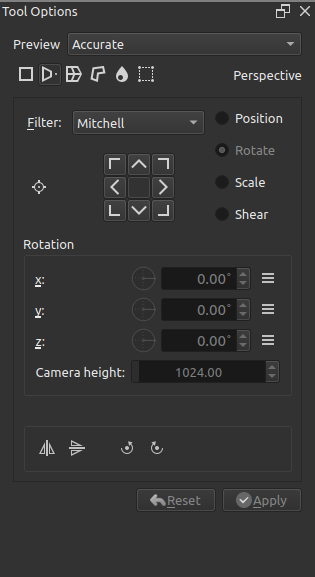 Tool Options
Preview Accurate
Perspective
Filter: Mitchell
Position
Rotate
Scale
Shear
Rotation
x: 0.00°
y: 0.00°
z: 0.00°
Camera height: 1024.00
Reset Apply